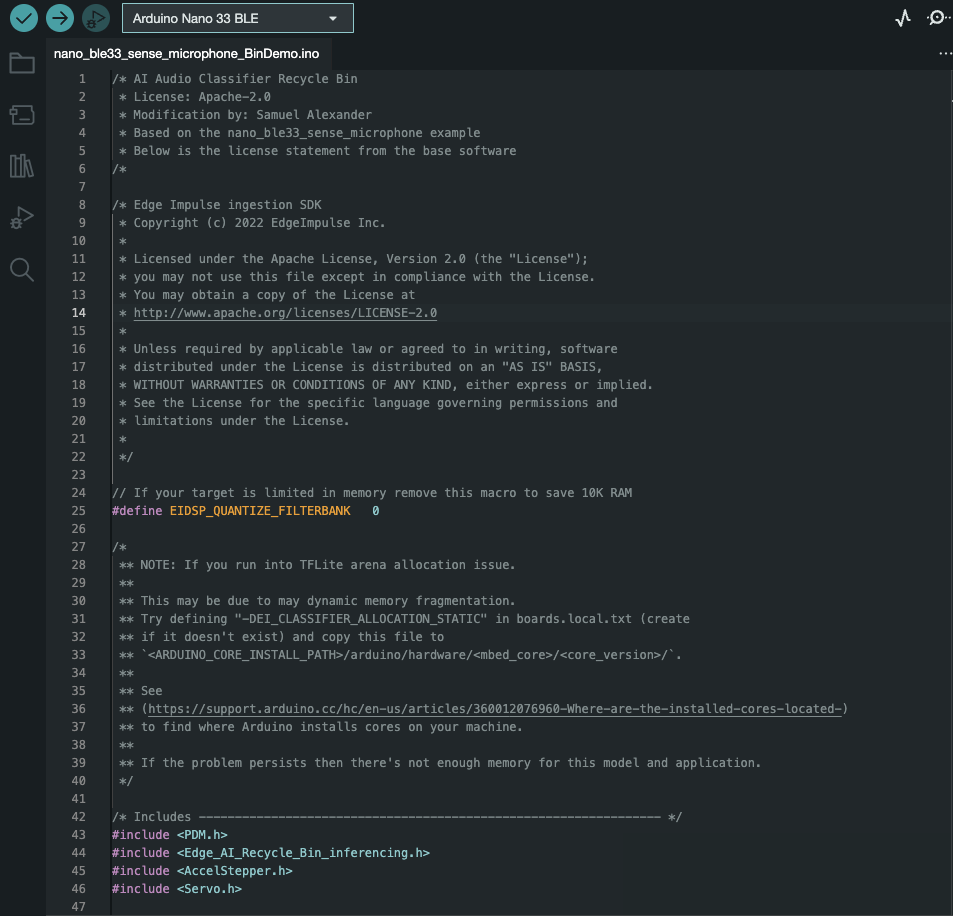 Arduino Nano 33 BLE
nano_ble33_sense_microphone_BinDemo.ino
1 /* AI Audio Classifier Recycle Bin
2 * License: Apache-2.0
3 * Modification by: Samuel Alexander
4 * Based on the nano_ble33_sense_microphone example
5 * Below is the license statement from the base software
6 /*
7
8 /* Edge Impulse ingestion SDK
9 * Copyright (c) 2022 EdgeImpulse Inc.
10 *
11 * Licensed under the Apache License, Version 2.0 (the "License");
12 * you may not use this file except in compliance with the License.
13 * You may obtain a copy of the License at
14 * http://www.apache.org/licenses/LICENSE-2.0
15 *
16 * Unless required by applicable law or agreed to in writing, software
17 * distributed under the License is distributed on an "AS IS" BASIS,
18 * WITHOUT WARRANTIES OR CONDITIONS OF ANY KIND, either express or implied.
19 * See the License for the specific language governing permissions and
20 * limitations under the License.
21 *
22 */
23
24 // If your target is limited in memory remove this macro to save 10K RAM
25 #define EIDSP_QUANTIZE_FILTERBANK 0
26
27 /*
28 ** NOTE: If you run into TFLite arena allocation issue.
29 **
30 ** This may be due to may dynamic memory fragmentation.
31 ** Try defining "-DEI_CLASSIFIER_ALLOCATION_STATIC" in boards.local.txt (create
32 ** if it doesn't exist) and copy this file to
33 ** `<ARDUINO_CORE_INSTALL_PATH>/arduino/hardware/<mbed_core>/<core_version>/`.
34 **
35 ** See
36 ** (https://support.arduino.cc/hc/en-us/articles/360012076960-Where-are-the-installed-cores-located-)
37 ** to find where Arduino installs cores on your machine.
38 **
39 ** If the problem persists then there's not enough memory for this model and application.
40 */
41
42 /* Includes ---------------------------------------------------------------- */
43 #include <PDM.h>
44 #include <Edge_AI_Recycle_Bin_inferencing.h>
45 #include <AccelStepper.h>
46 #include <Servo.h>
47